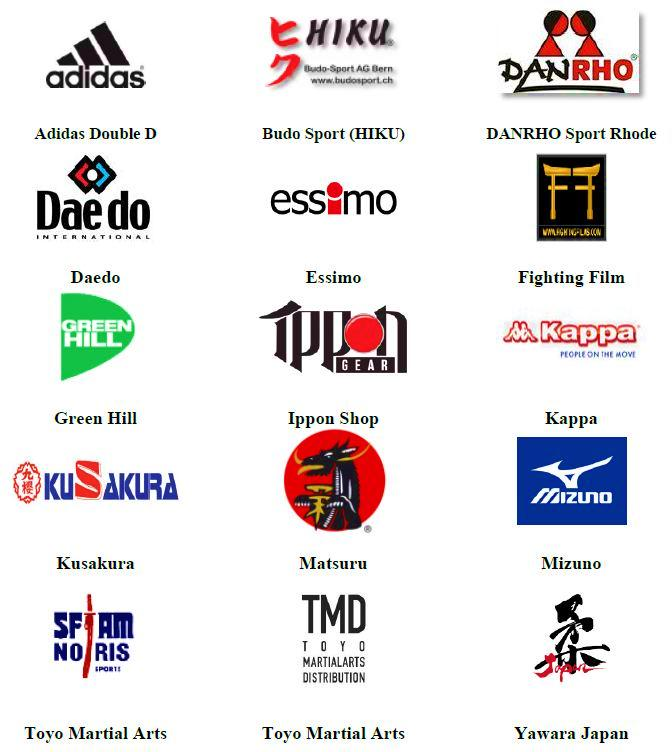 adidas®
ヒク HIKU®
Budo-Sport AG Bern
www.budosport.ch
DANRHO®
Adidas Double D
Budo Sport (HIKU)
DANRHO Sport Rhode
Daedo
INTERNATIONAL
essimo
WWW.FIGHTINGFILMS.COM
Daedo
Essimo
Fighting Film
GREEN
HILL
IPPON
GEAR
Kappa®
PEOPLE ON THE MOVE
Green Hill
Ippon Shop
Kappa
九櫻 KUSAKURA
®
MIZUNO
Kusakura
Matsuru
Mizuno
SFJAM
NORIS
SPORTS
TMD
TOYO
MARTIALARTS
DISTRIBUTION
柔
Japan
Toyo Martial Arts
Toyo Martial Arts
Yawara Japan